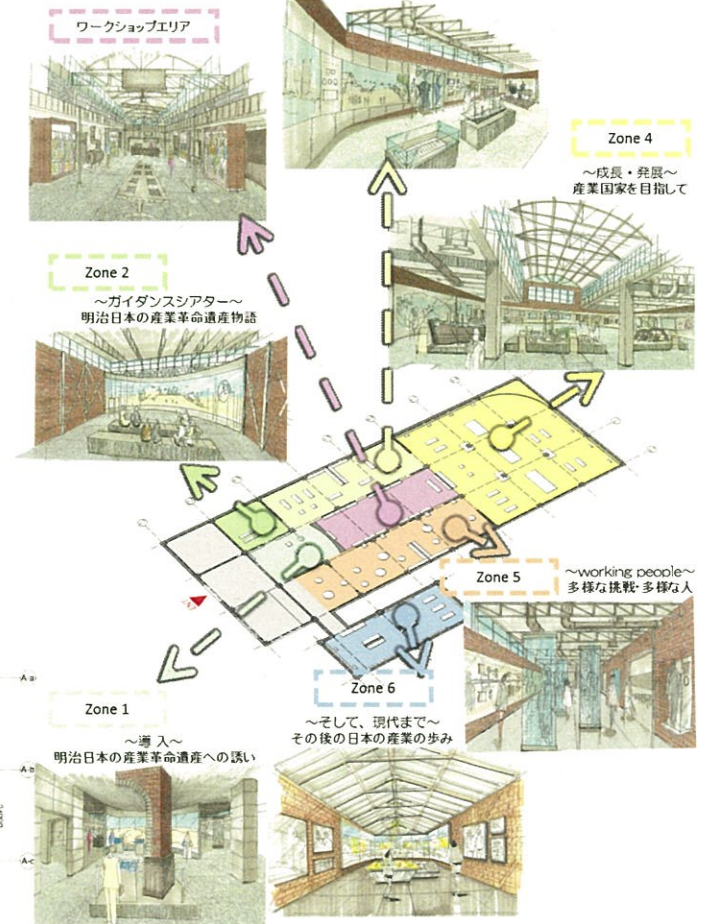 ワークショップエリア
Zone 4
～成長・発展～
産業国家を目指して
Zone 2
～ガイダンスシアター～
明治日本の産業革命遺産物語
Zone 5
～working people～
多様な挑戦・多様な人
Zone 6
～そして、現代まで～
その後の日本の産業の歩み
Zone 1
～導 入～
明治日本の産業革命遺産への誘い
A-a
A-b
A-c